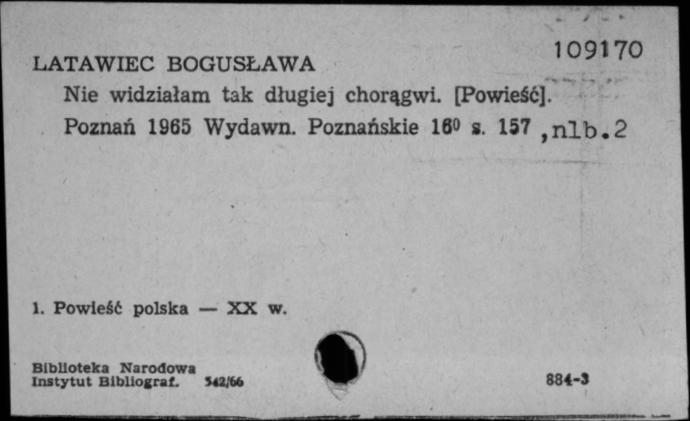 109170
LATAWIEC BOGUSŁAWA
Nie widziałam tak długiej chorągwi. [Powieść].
Poznań 1965 Wydawn. Poznańskie 16⁰ s. 157 ,nlb.2
1. Powieść polska — XX w.
Biblioteka Narodowa
Instytut Bibliograf. 542/66 884-3